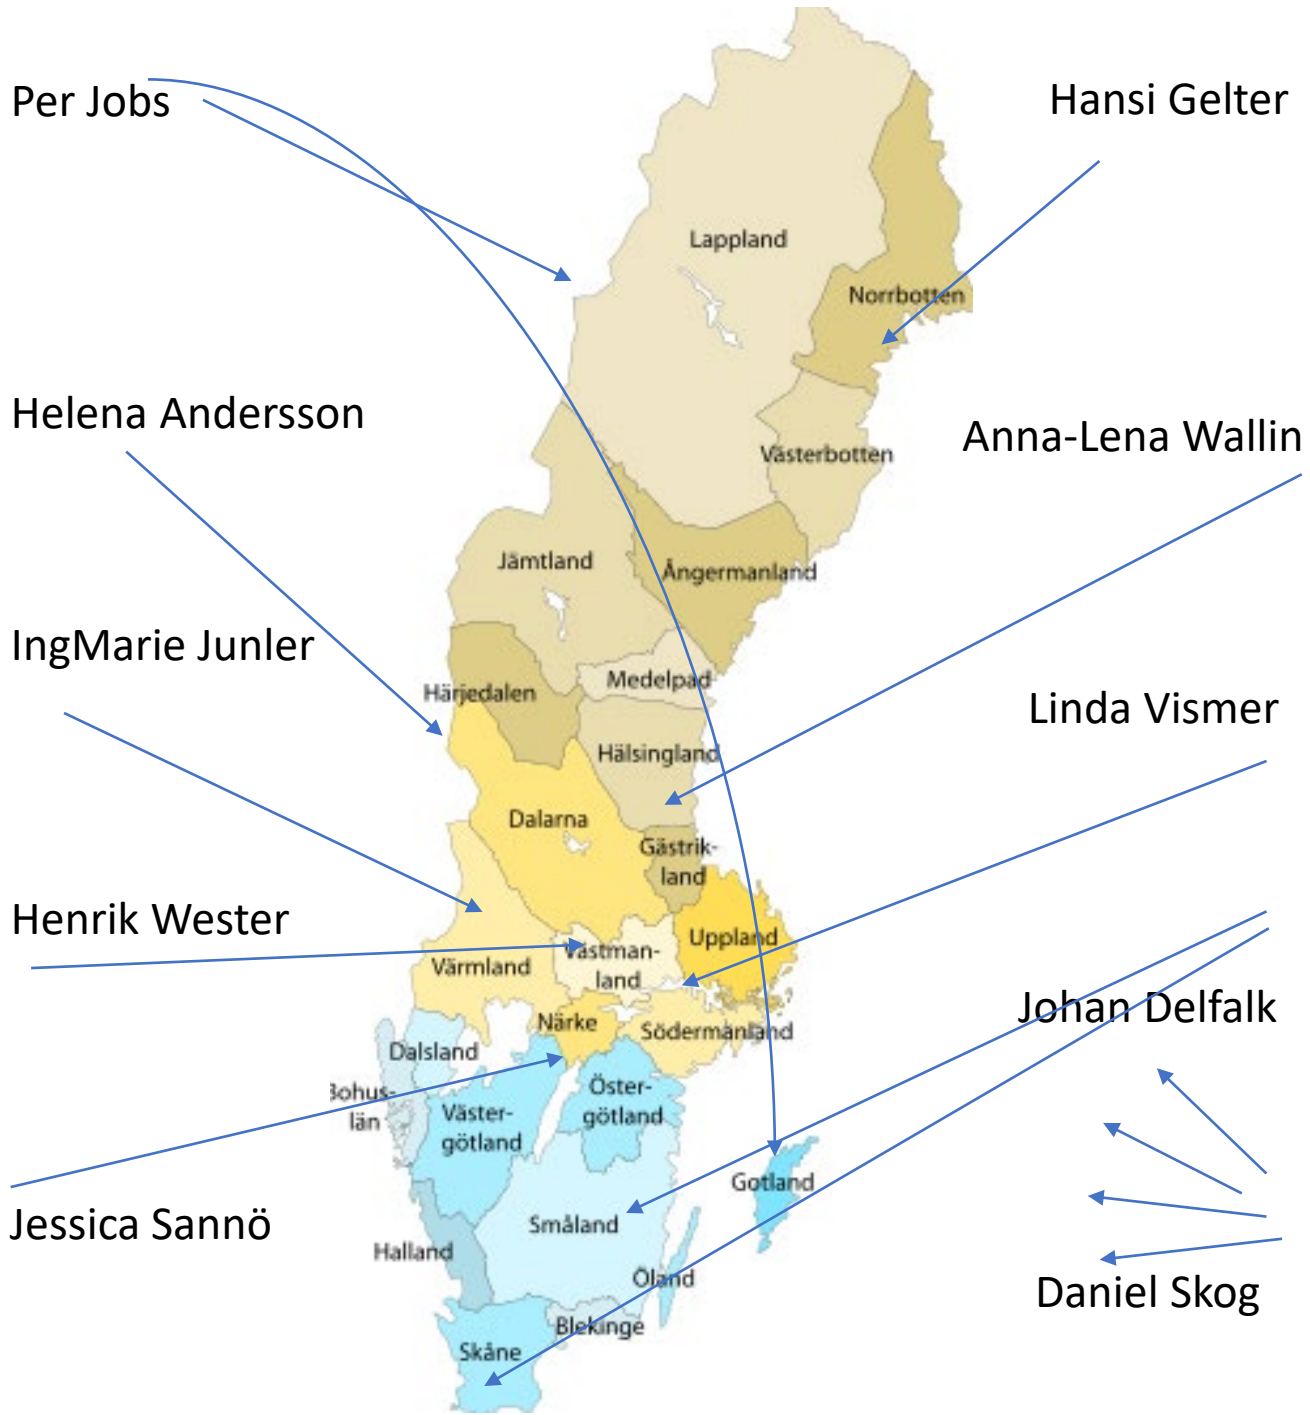 Per Jobs
Hansi Gelter
Lappland
Norrbotten
Helena Andersson
Anna-Lena Wallin
Västerbotten
Jämtland
Ångermanland
IngMarie Junler
Medelpad
Härjedalen
Linda Vismer
Hälsingland
Dalarna
Gästrik-
land
Henrik Wester
Uppland
Västman-
land
Värmland
Johan Delfalk
Närke
Södermanland
Dalsland
Öster-
götland
Bohus-
län
Väster-
götland
Gotland
Jessica Sannö
Småland
Halland
Öland
Daniel Skog
Blekinge
Skåne